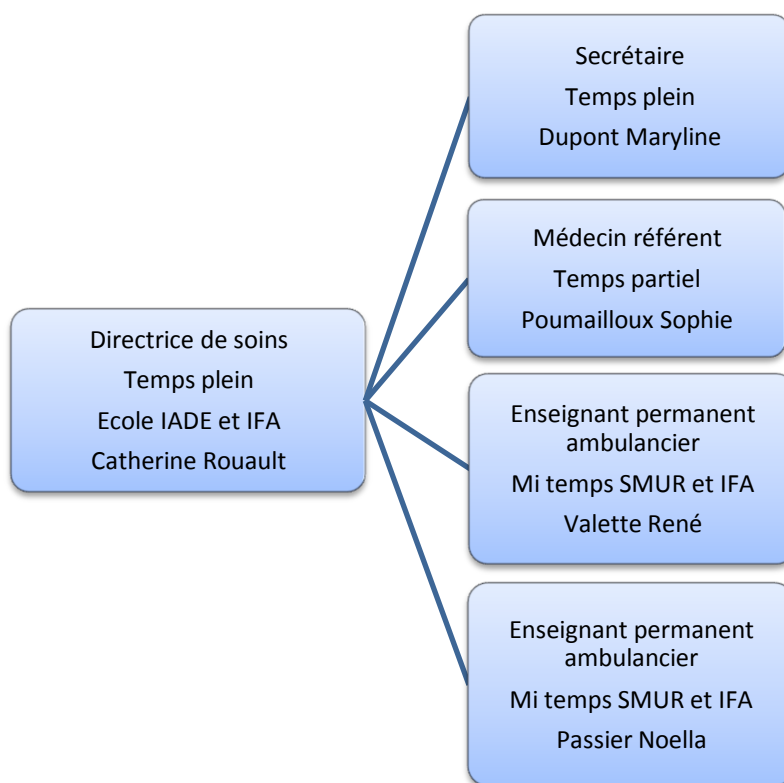 Directrice de soins
Temps plein
Ecole IADE et IFA
Catherine Rouault
Secrétaire
Temps plein
Dupont Maryline
Médecin référent
Temps partiel
Poumailloux Sophie
Enseignant permanent
ambulancier
Mi temps SMUR et IFA
Valette René
Enseignant permanent
ambulancier
Mi temps SMUR et IFA
Passier Noella